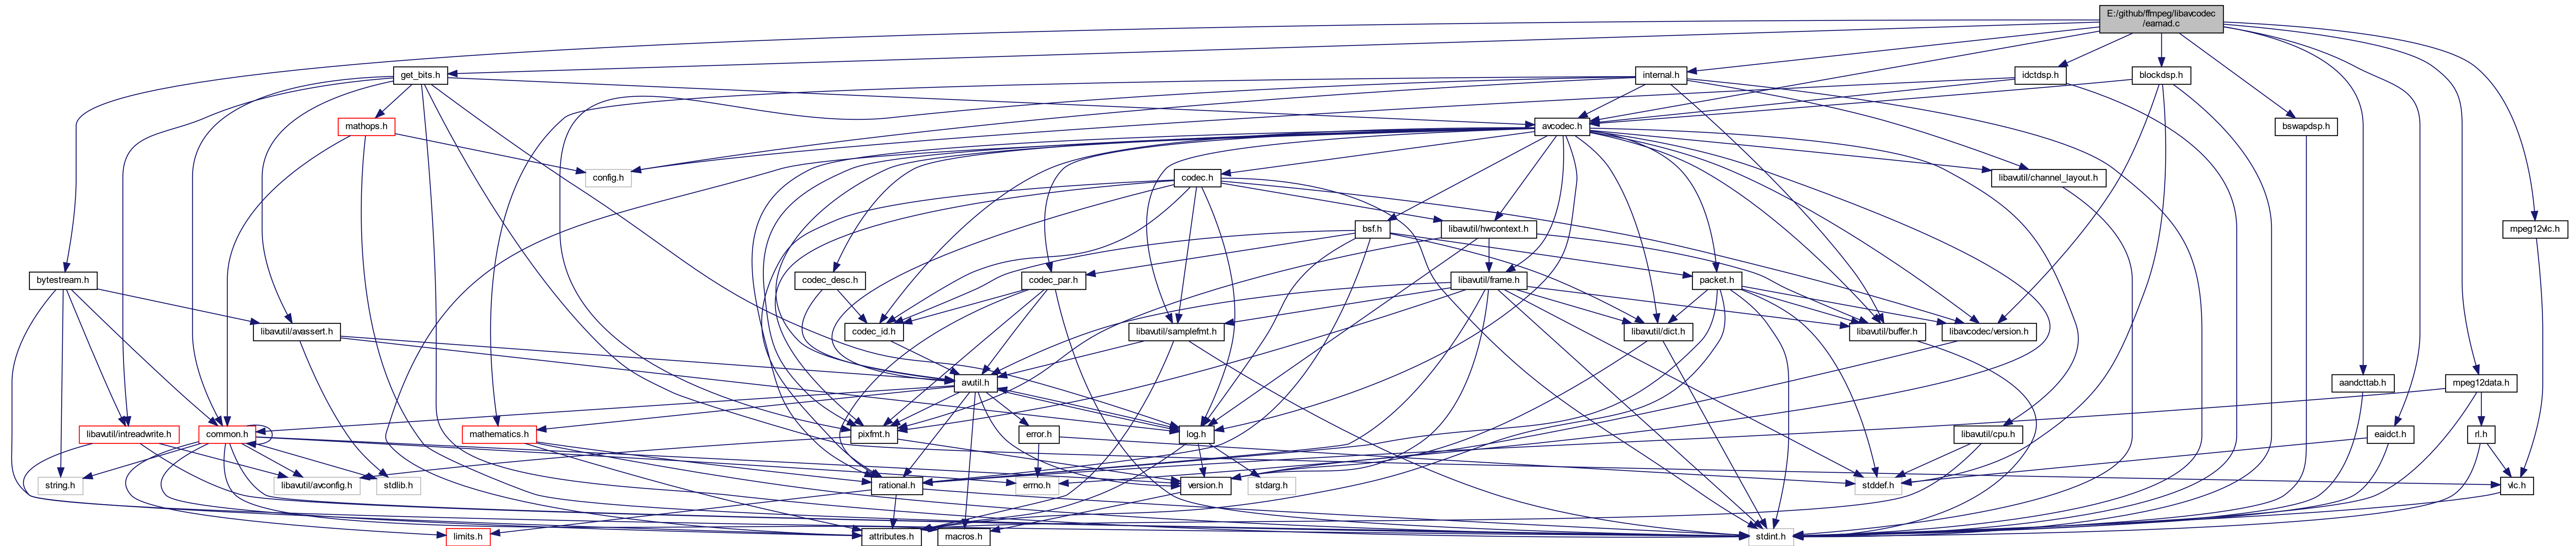 E:/github/ffmpeg/libavcodec
/eamad.c
get_bits.h
internal.h
idctdsp.h
blockdsp.h
mathops.h
avcodec.h
bswapdsp.h
config.h
codec.h
libavutil/channel_layout.h
bsf.h
libavutil/hwcontext.h
mpeg12vlc.h
bytestream.h
codec_desc.h
codec_par.h
libavutil/frame.h
packet.h
libavutil/avassert.h
codec_id.h
libavutil/samplefmt.h
libavutil/dict.h
libavutil/buffer.h
libavcodec/version.h
avutil.h
aandcttab.h
mpeg12data.h
libavutil/intreadwrite.h
common.h
mathematics.h
pixfmt.h
error.h
log.h
libavutil/cpu.h
eaidct.h
rl.h
string.h
libavutil/avconfig.h
stdlib.h
rational.h
errno.h
version.h
stdarg.h
stddef.h
vlc.h
limits.h
attributes.h
macros.h
stdint.h